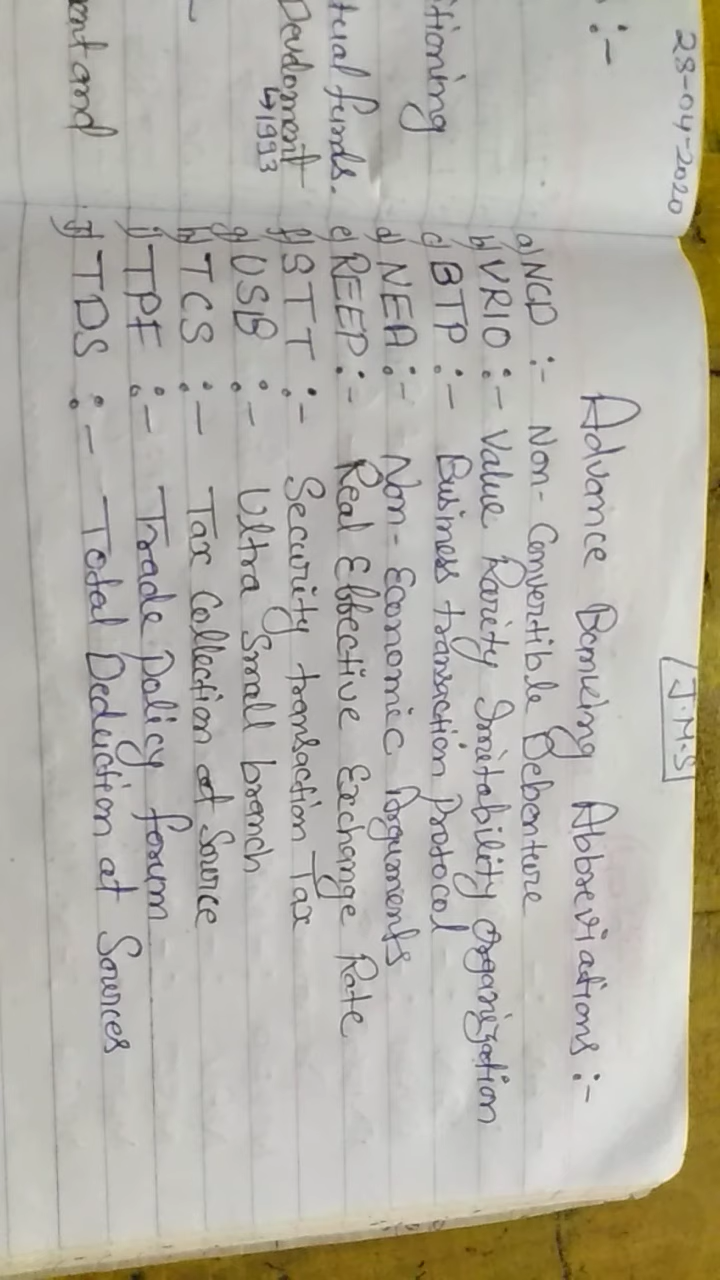 28-04-2020
:-
itioning
tual funds.
Devlopment
↳1993
ent and
J.M.S
Advance Banking Abbreviations :-
a) NCD :- Non-Convertible Debenture
b) VRIO :- Value Rarity Imitability Organization
c) BTP :- Business transaction Protocol
d) NEA :- Non-Economic Arguments
e) REEP :- Real Effective Exchange Rate
f) STT :- Security transaction Tax
g) USB :- Ultra Small branch
h) TCS :- Tax Collection at Source
i) TPF :- Trade policy forum
j) TDS :- Total Deduction at Sources